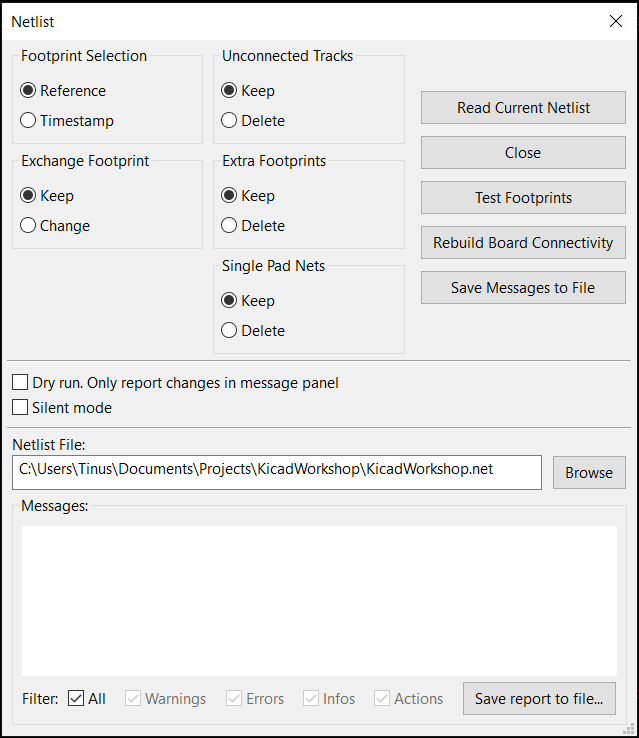 Netlist
Footprint Selection
Reference
Timestamp
Unconnected Tracks
Keep
Delete
Exchange Footprint
Keep
Change
Extra Footprints
Keep
Delete
Single Pad Nets
Keep
Delete
Read Current Netlist
Close
Test Footprints
Rebuild Board Connectivity
Save Messages to File
Dry run. Only report changes in message panel
Silent mode
Netlist File:
C:\Users\Tinus\Documents\Projects\KicadWorkshop\KicadWorkshop.net
Browse
Messages:
Filter: All Warnings Errors Infos Actions Save report to file...